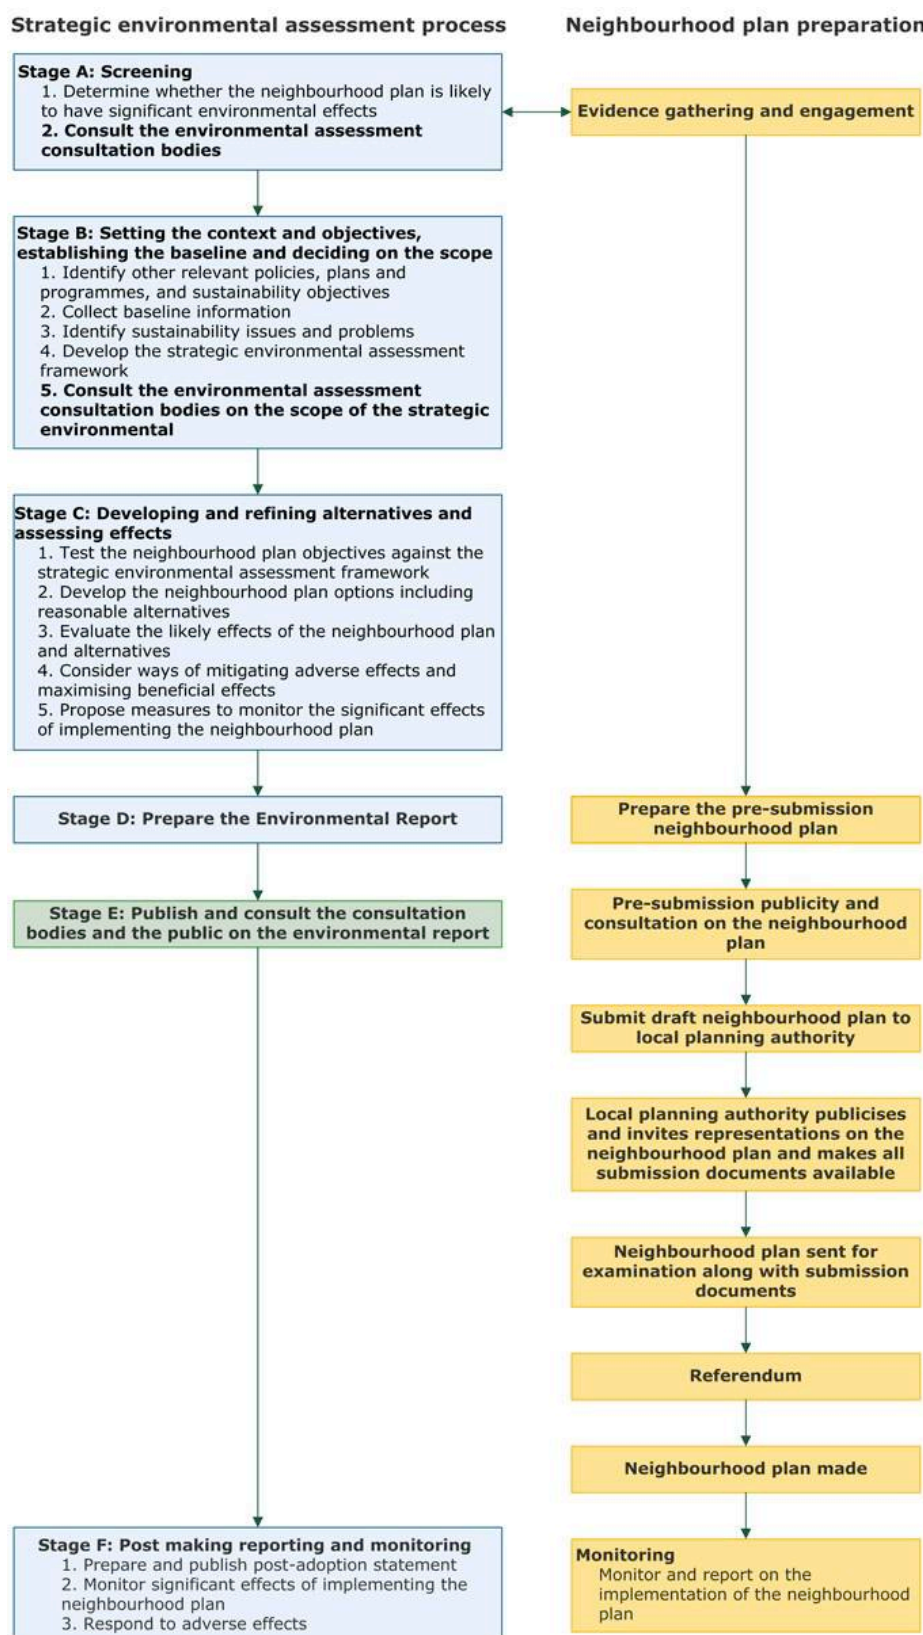 Strategic environmental assessment process
Neighbourhood plan preparation
Stage A: Screening
1. Determine whether the neighbourhood plan is likely
to have significant environmental effects
2. Consult the environmental assessment
consultation bodies
Evidence gathering and engagement
Stage B: Setting the context and objectives,
establishing the baseline and deciding on the scope
1. Identify other relevant policies, plans and
programmes, and sustainability objectives
2. Collect baseline information
3. Identify sustainability issues and problems
4. Develop the strategic environmental assessment
framework
5. Consult the environmental assessment
consultation bodies on the scope of the strategic
environmental
Stage C: Developing and refining alternatives and
assessing effects
1. Test the neighbourhood plan objectives against the
strategic environmental assessment framework
2. Develop the neighbourhood plan options including
reasonable alternatives
3. Evaluate the likely effects of the neighbourhood plan
and alternatives
4. Consider ways of mitigating adverse effects and
maximising beneficial effects
5. Propose measures to monitor the significant effects
of implementing the neighbourhood plan
Stage D: Prepare the Environmental Report
Prepare the pre-submission
neighbourhood plan
Stage E: Publish and consult the consultation
bodies and the public on the environmental report
Pre-submission publicity and
consultation on the neighbourhood
plan
Submit draft neighbourhood plan to
local planning authority
Local planning authority publicises
and invites representations on the
neighbourhood plan and makes all
submission documents available
Neighbourhood plan sent for
examination along with submission
documents
Referendum
Neighbourhood plan made
Stage F: Post making reporting and monitoring
1. Prepare and publish post-adoption statement
2. Monitor significant effects of implementing the
neighbourhood plan
3. Respond to adverse effects
Monitoring
Monitor and report on the
implementation of the neighbourhood
plan